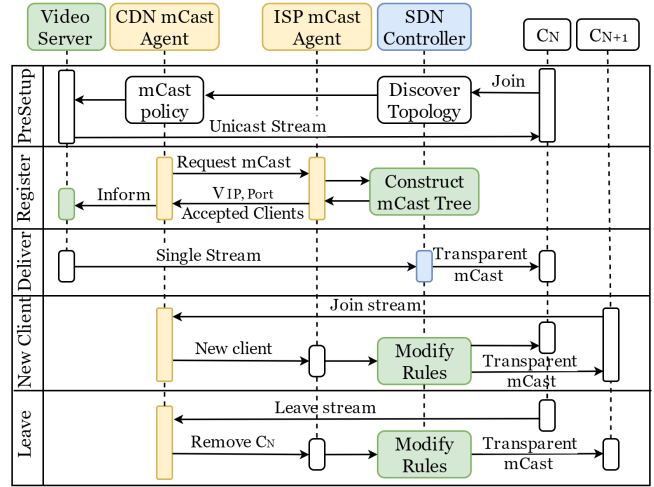 Video
Server
CDN mCast
Agent
ISP mCast
Agent
SDN
Controller
CN
CN+1
PreSetup
mCast
policy
Discover
Topology
Join
Unicast Stream
Register
Request mCast
Inform
VIP, Port
Accepted Clients
Construct
mCast Tree
Deliver
Single Stream
Transparent
mCast
New Client
Join stream
New client
Modify
Rules
Transparent
mCast
Leave
Leave stream
Remove CN
Modify
Rules
Transparent
mCast